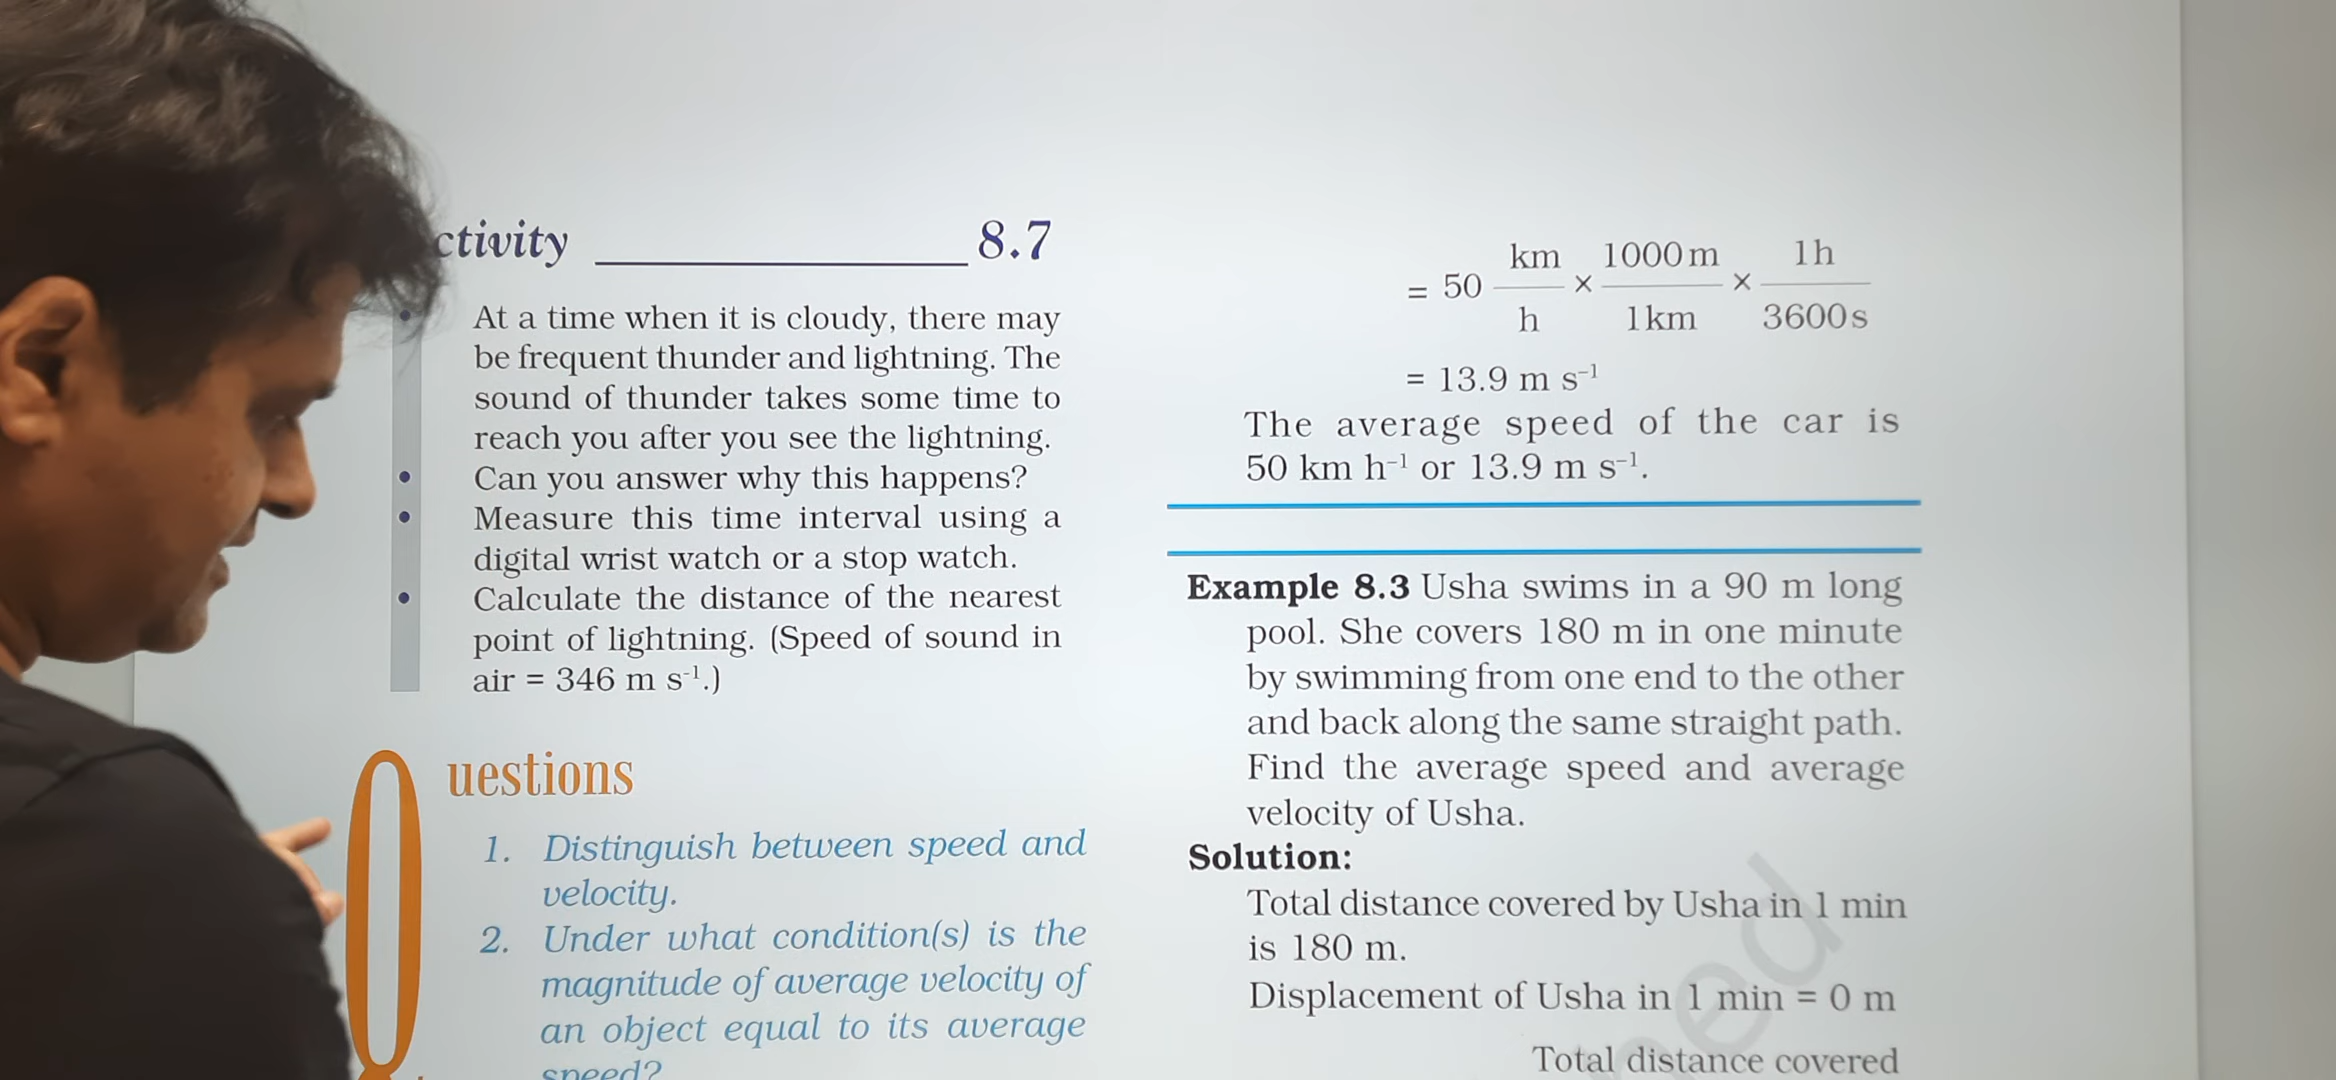 ctivity 8.7
At a time when it is cloudy, there may
be frequent thunder and lightning. The
sound of thunder takes some time to
reach you after you see the lightning.
• Can you answer why this happens?
• Measure this time interval using a
digital wrist watch or a stop watch.
• Calculate the distance of the nearest
point of lightning. (Speed of sound in
air = 346 m s⁻¹.)
Questions
1. Distinguish between speed and
velocity.
2. Under what condition(s) is the
magnitude of average velocity of
an object equal to its average
speed?
= 50 km/h × 1000 m/1 km × 1 h/3600 s
= 13.9 m s⁻¹
The average speed of the car is
50 km h⁻¹ or 13.9 m s⁻¹.
Example 8.3 Usha swims in a 90 m long
pool. She covers 180 m in one minute
by swimming from one end to the other
and back along the same straight path.
Find the average speed and average
velocity of Usha.
Solution:
Total distance covered by Usha in 1 min
is 180 m.
Displacement of Usha in 1 min = 0 m
Total distance covered